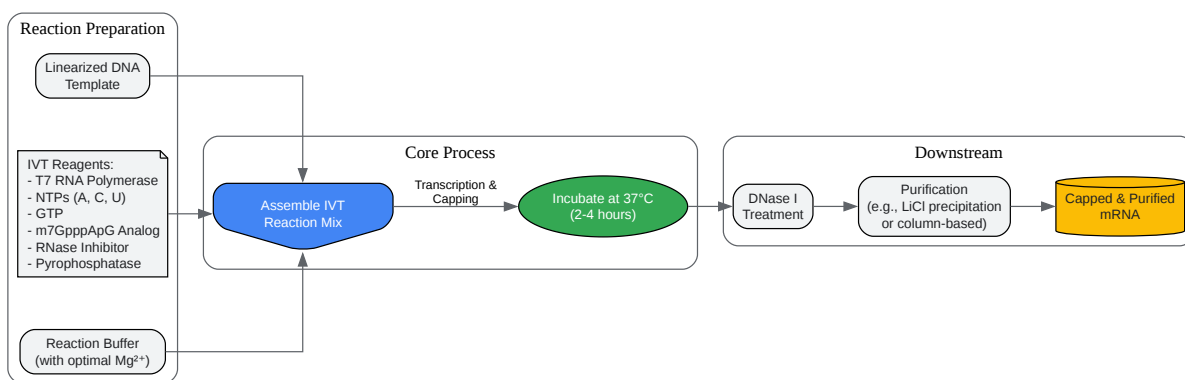 Reaction Preparation
Linearized DNA
Template
IVT Reagents:
- T7 RNA Polymerase
- NTPs (A, C, U)
- GTP
- m7GpppApG Analog
- RNase Inhibitor
- Pyrophosphatase
Reaction Buffer
(with optimal Mg²⁺)
Core Process
Assemble IVT
Reaction Mix
Transcription &
Capping
Incubate at 37°C
(2-4 hours)
Downstream
DNase I
Treatment
Purification
(e.g., LiCl precipitation
or column-based)
Capped & Purified
mRNA